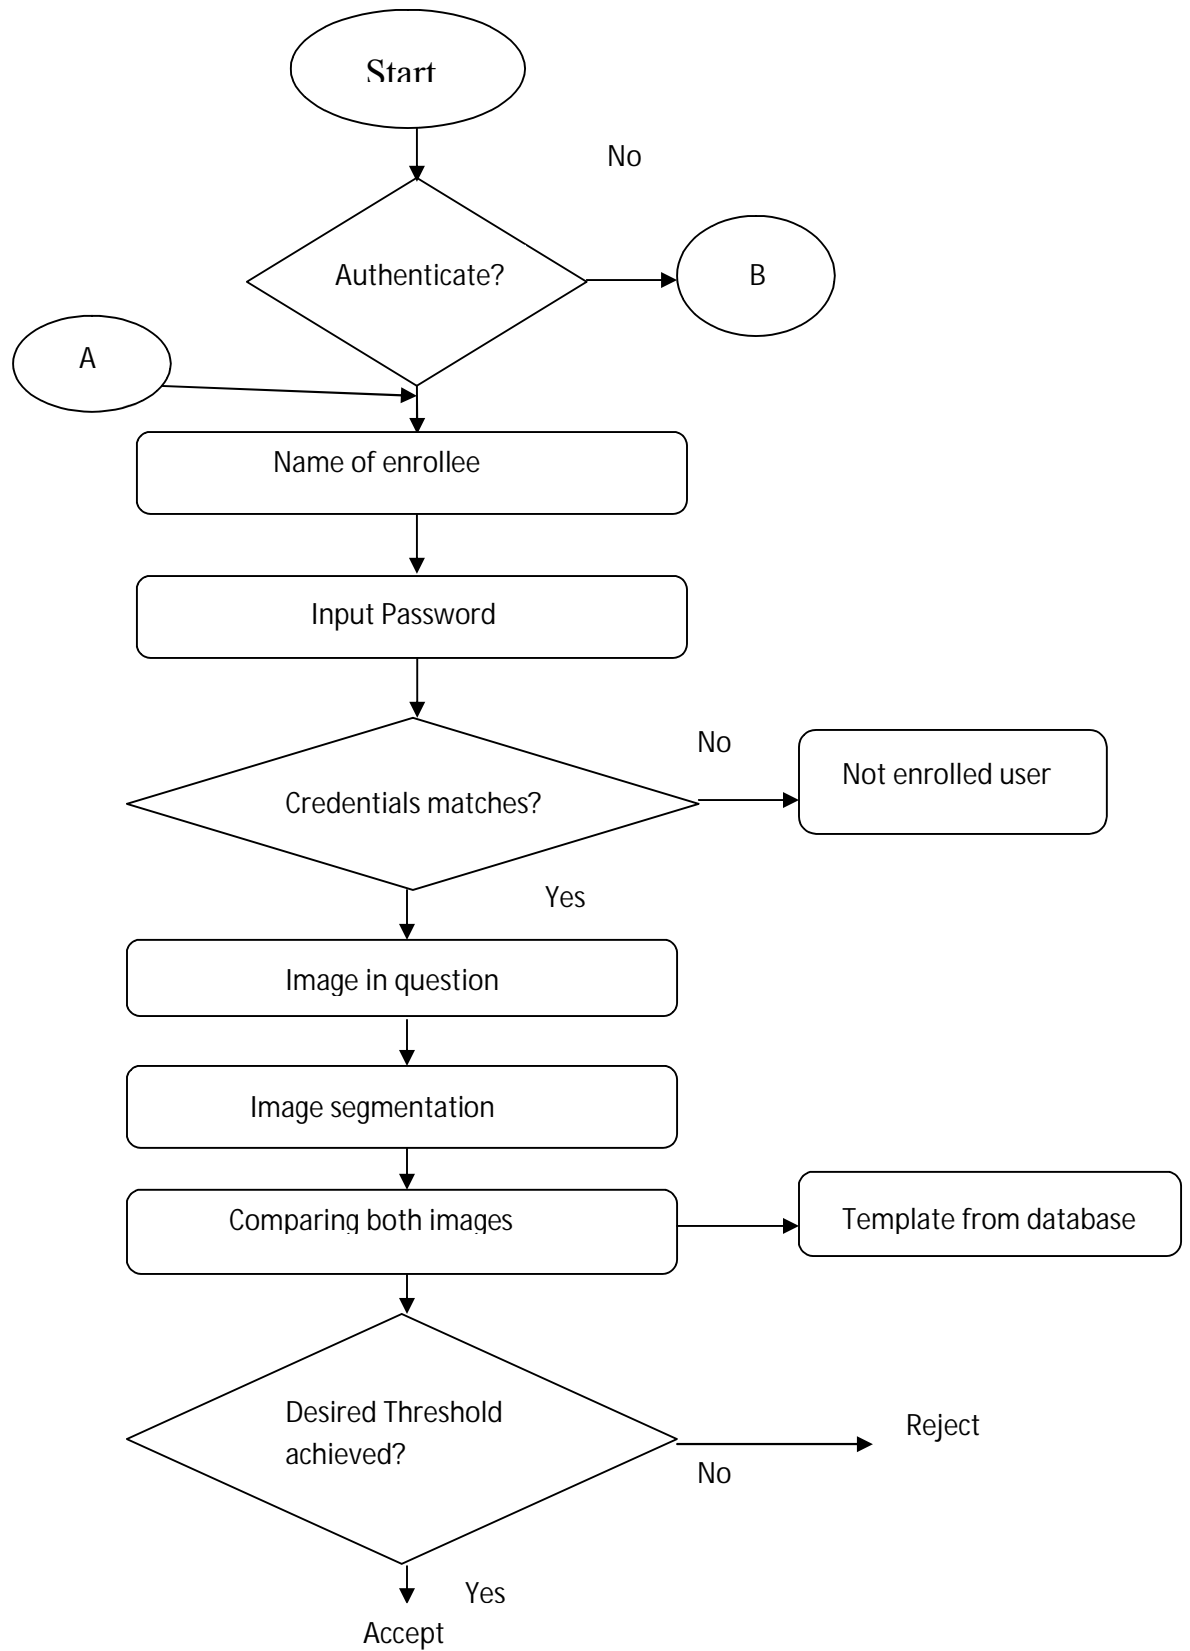 Start
No
Authenticate?
B
A
Name of enrollee
Input Password
No
Not enrolled user
Credentials matches?
Yes
Image in question
Image segmentation
Comparing both images
Template from database
Desired Threshold
achieved?
Reject
No
Yes
Accept